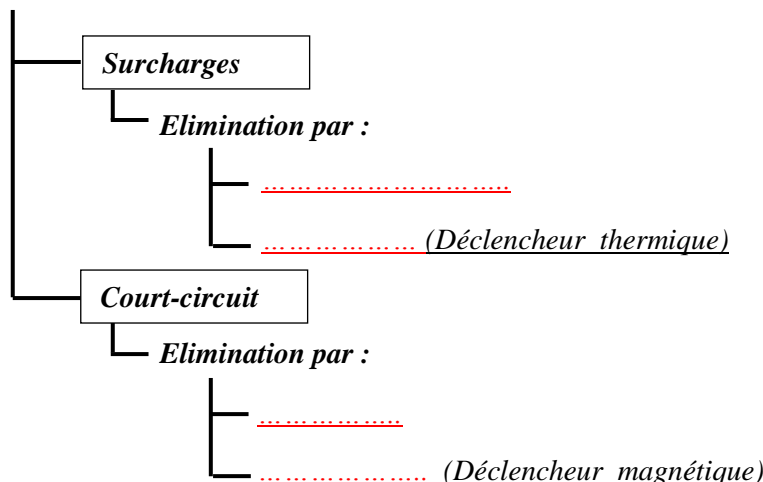 Surcharges
Elimination par :
………………………..
……………… (Déclencheur thermique)
Court-circuit
Elimination par :
……………..
……………….. (Déclencheur magnétique)